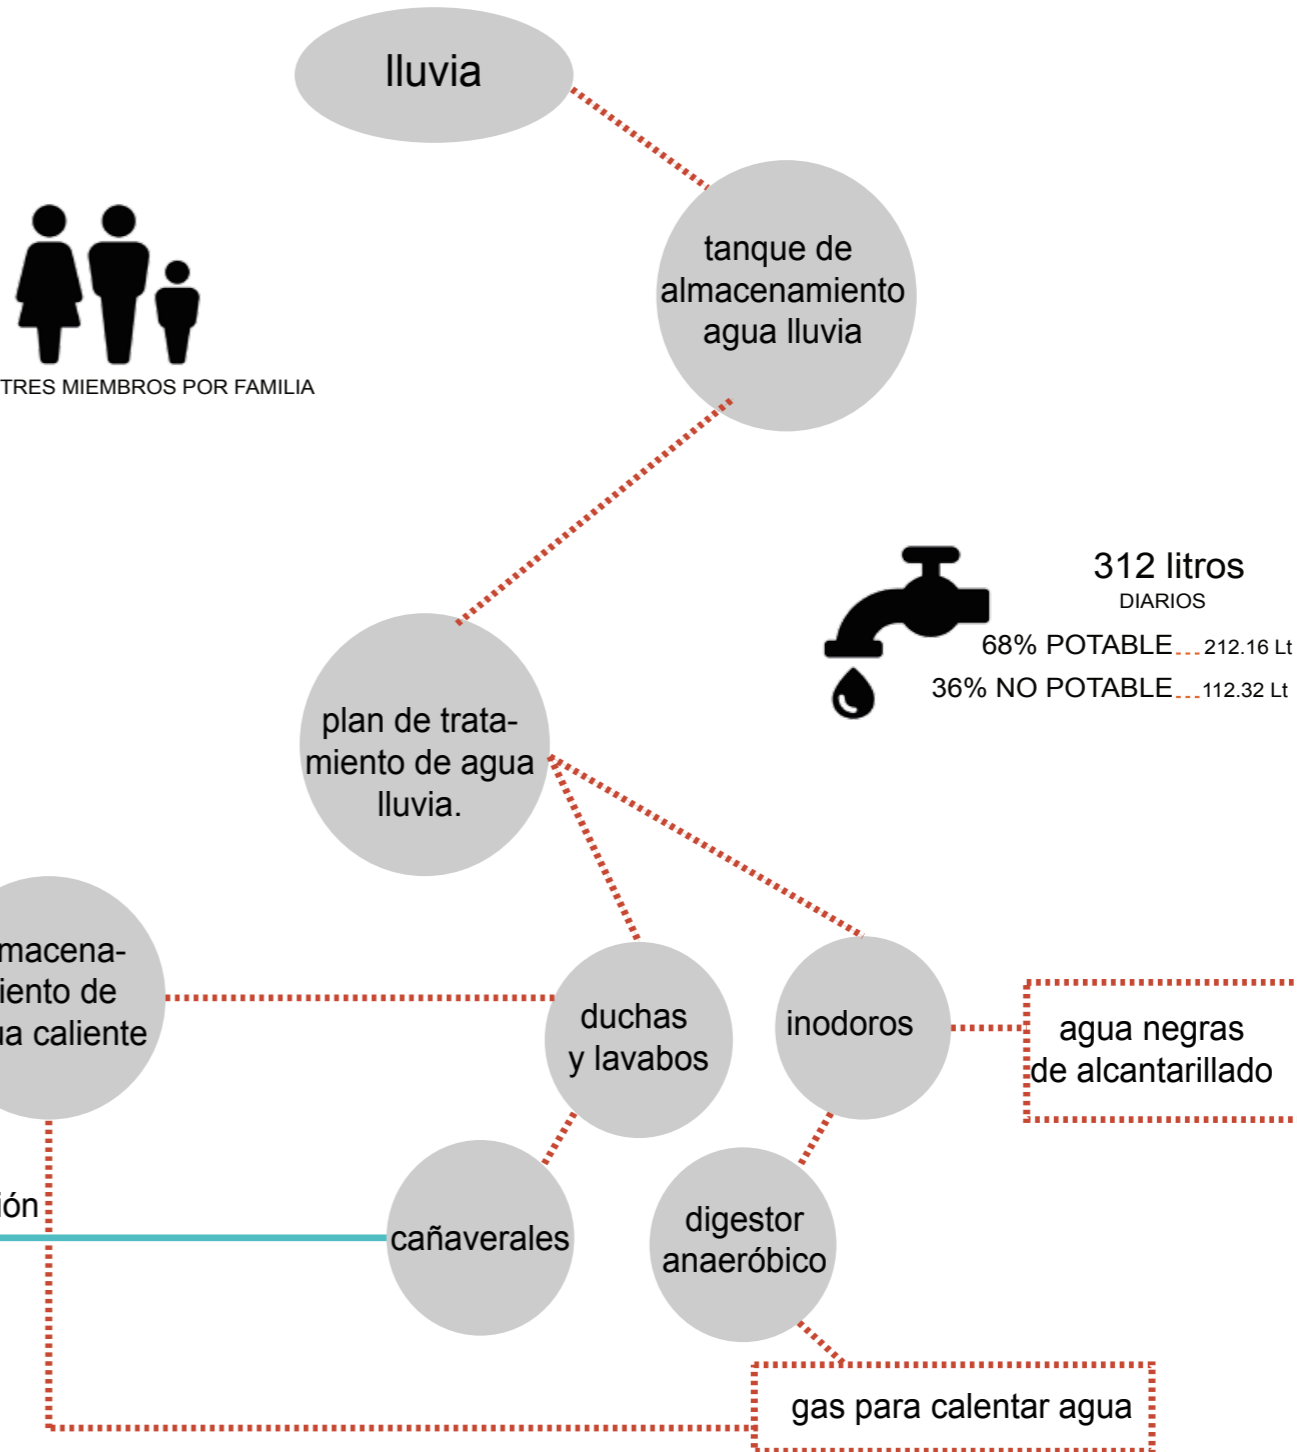 lluvia
tanque de
almacenamiento
agua lluvia
TRES MIEMBROS POR FAMILIA
312 litros
DIARIOS
68% POTABLE...212.16 Lt
36% NO POTABLE...112.32 Lt
plan de trata-
miento de agua
lluvia.
macena-
iento de
ua caliente
duchas
y lavabos
inodoros
agua negras
de alcantarillado
ión
cañaverales
digestor
anaeróbico
gas para calentar agua